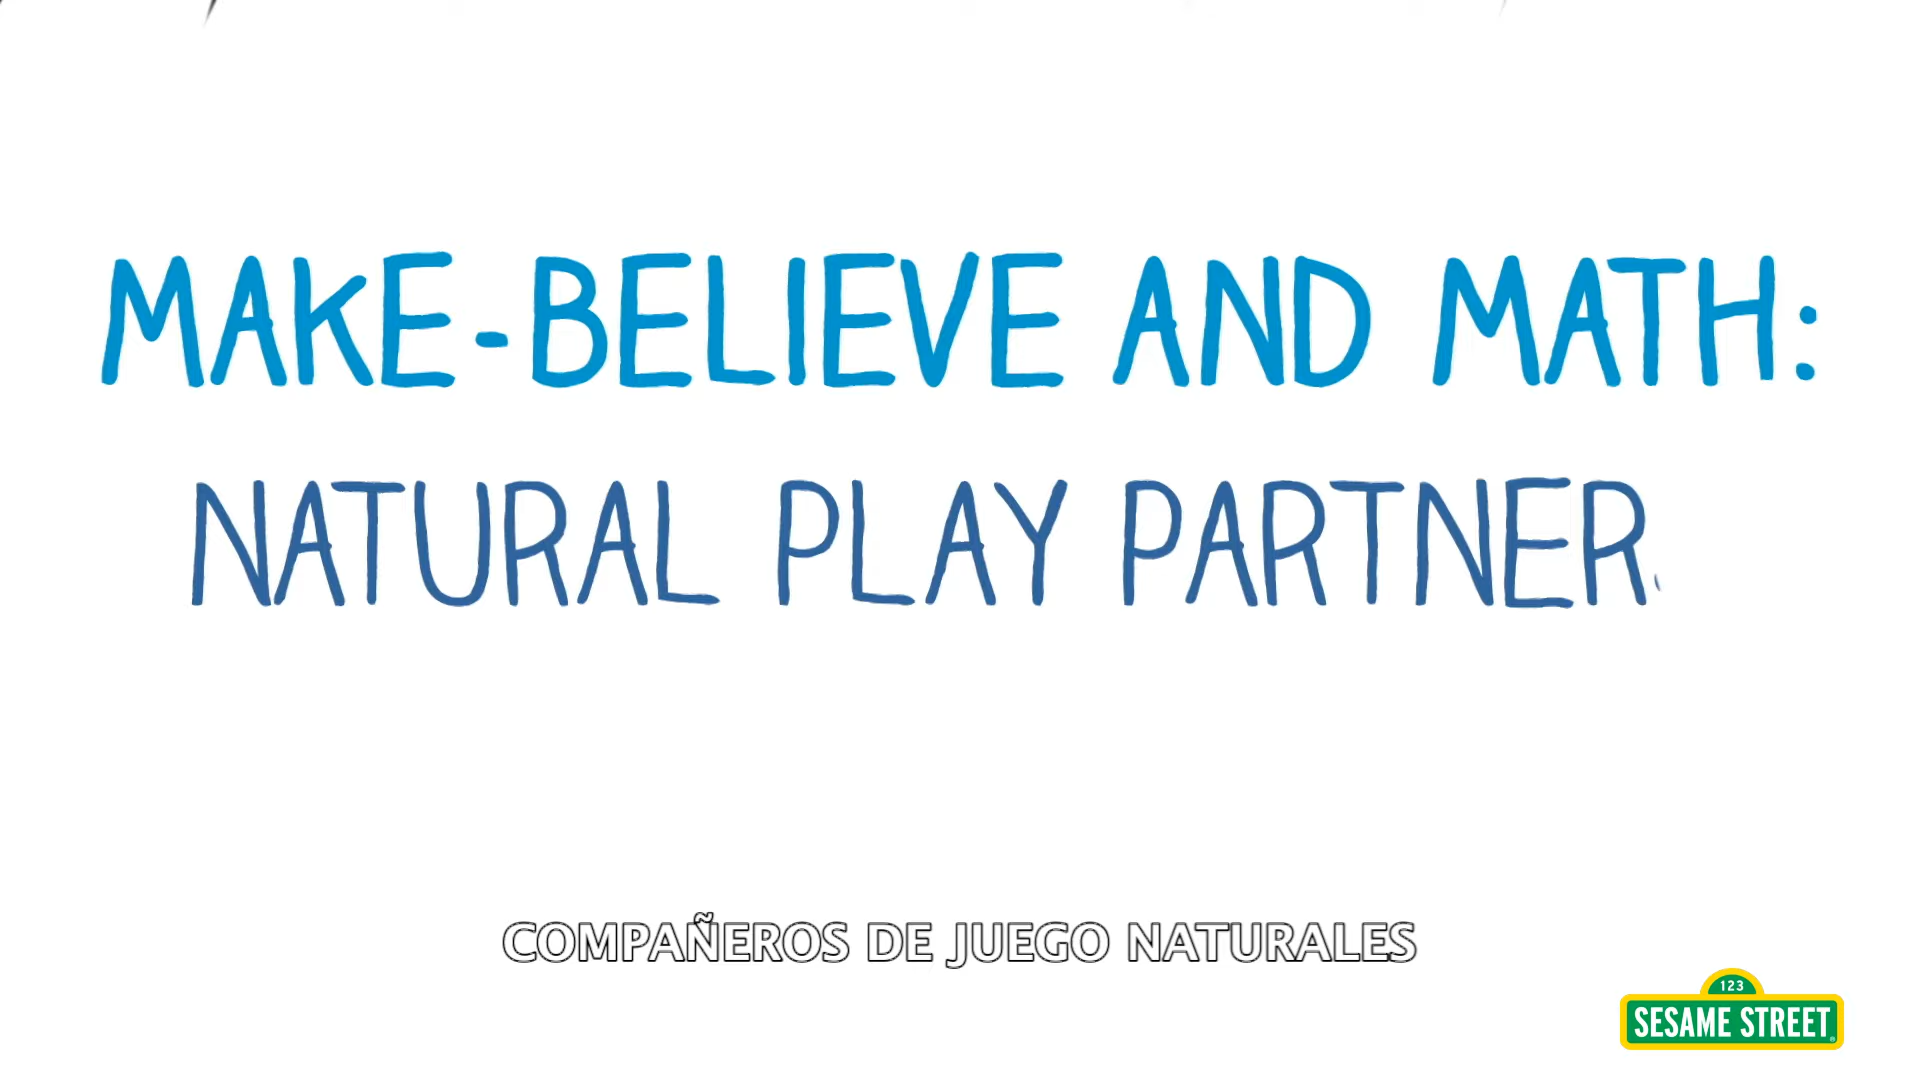 MAKE-BELIEVE AND MATH:
NATURAL PLAY PARTNER
COMPAÑEROS DE JUEGO NATURALES
123
SESAME STREET